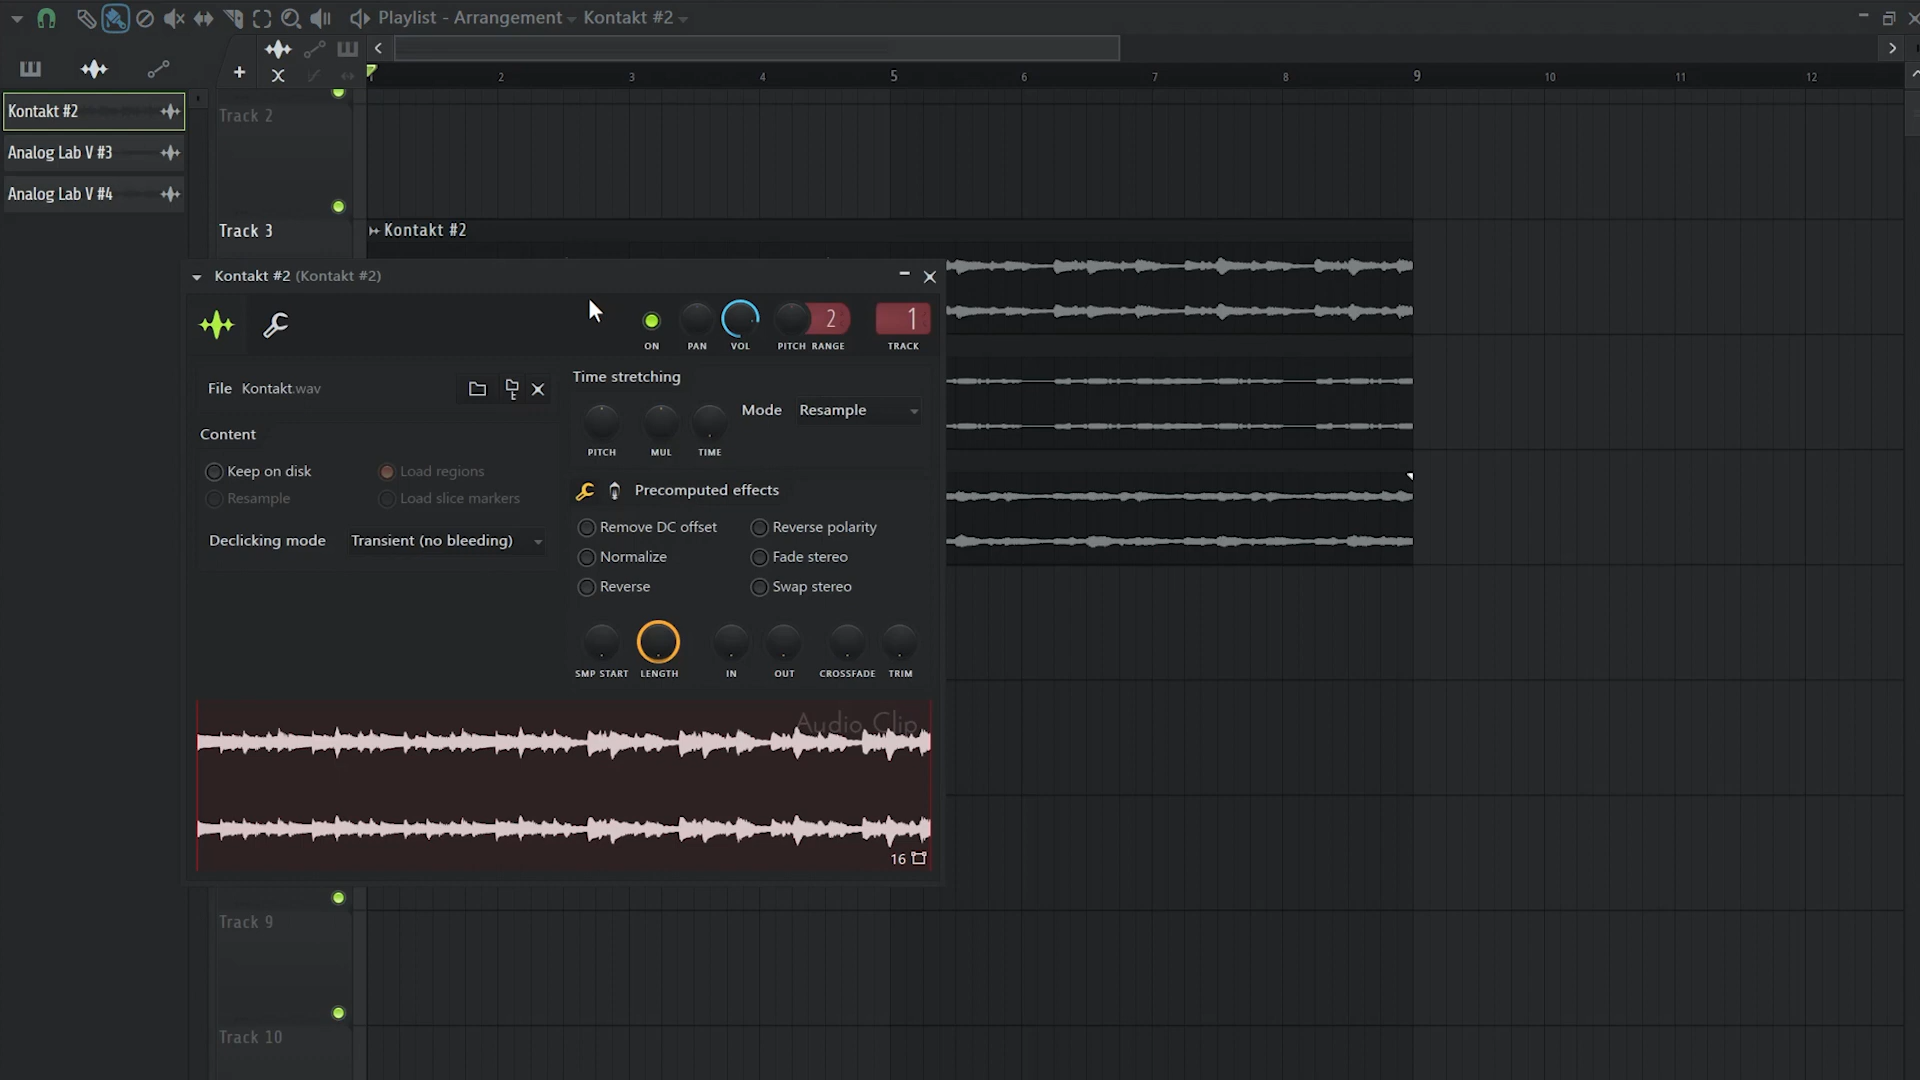 Playlist - Arrangement Kontakt #2
1 2 3 4 5 6 7 8 9 10 11 12
Kontakt #2
Analog Lab V #3
Analog Lab V #4
Track 2
Track 3
Kontakt #2
Kontakt #2 (Kontakt #2)
2
1
ON PAN VOL PITCH RANGE TRACK
File Kontakt.wav
Content
Keep on disk
Load regions
Resample
Load slice markers
Declicking mode Transient (no bleeding)
Time stretching
Mode Resample
PITCH MUL TIME
Precomputed effects
Remove DC offset
Reverse polarity
Normalize
Fade stereo
Reverse
Swap stereo
SMP START LENGTH IN OUT CROSSFADE TRIM
Audio Clip
16
Track 9
Track 10